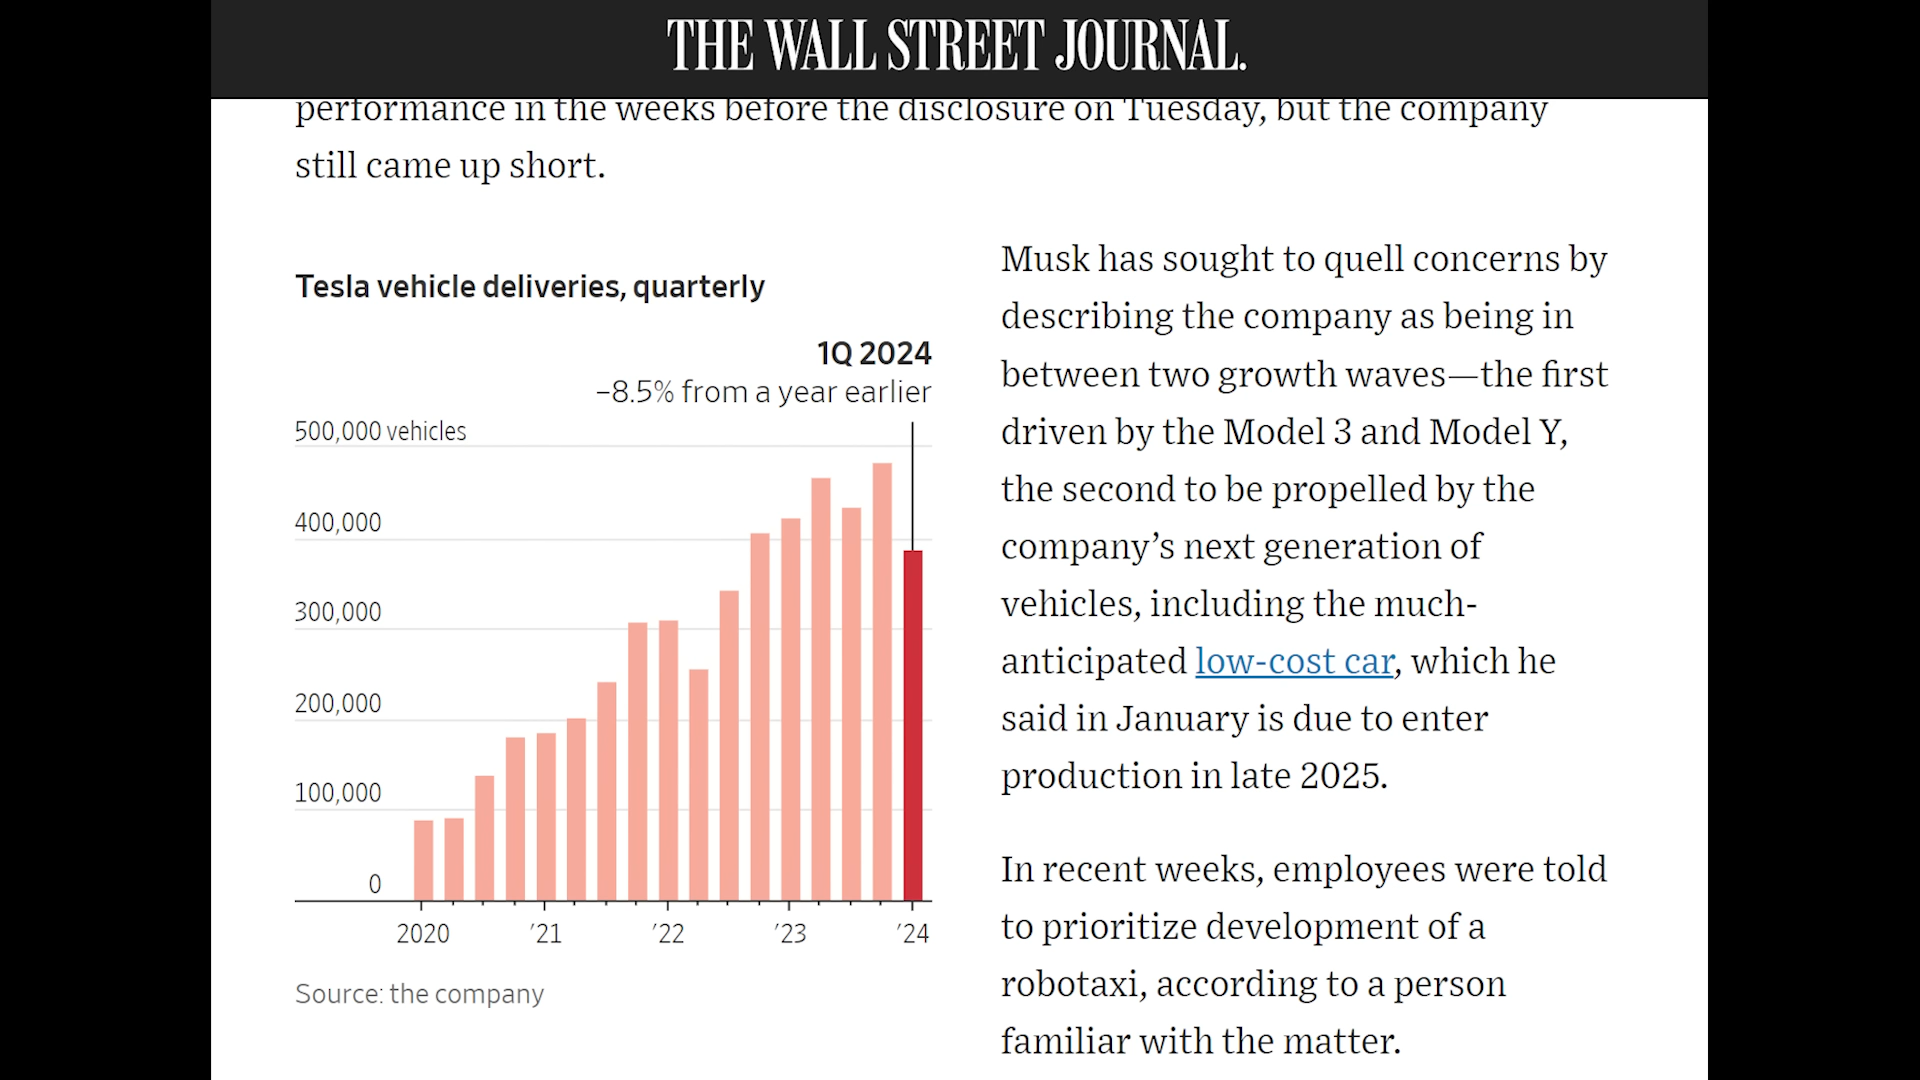 THE WALL STREET JOURNAL.
performance in the weeks before the disclosure on Tuesday, but the company
still came up short.
Tesla vehicle deliveries, quarterly
1Q 2024
−8.5% from a year earlier
500,000 vehicles
400,000
300,000
200,000
100,000
0
2020 ’21 ’22 ’23 ’24
Source: the company
Musk has sought to quell concerns by
describing the company as being in
between two growth waves—the first
driven by the Model 3 and Model Y,
the second to be propelled by the
company’s next generation of
vehicles, including the much-
anticipated low-cost car, which he
said in January is due to enter
production in late 2025.
In recent weeks, employees were told
to prioritize development of a
robotaxi, according to a person
familiar with the matter.